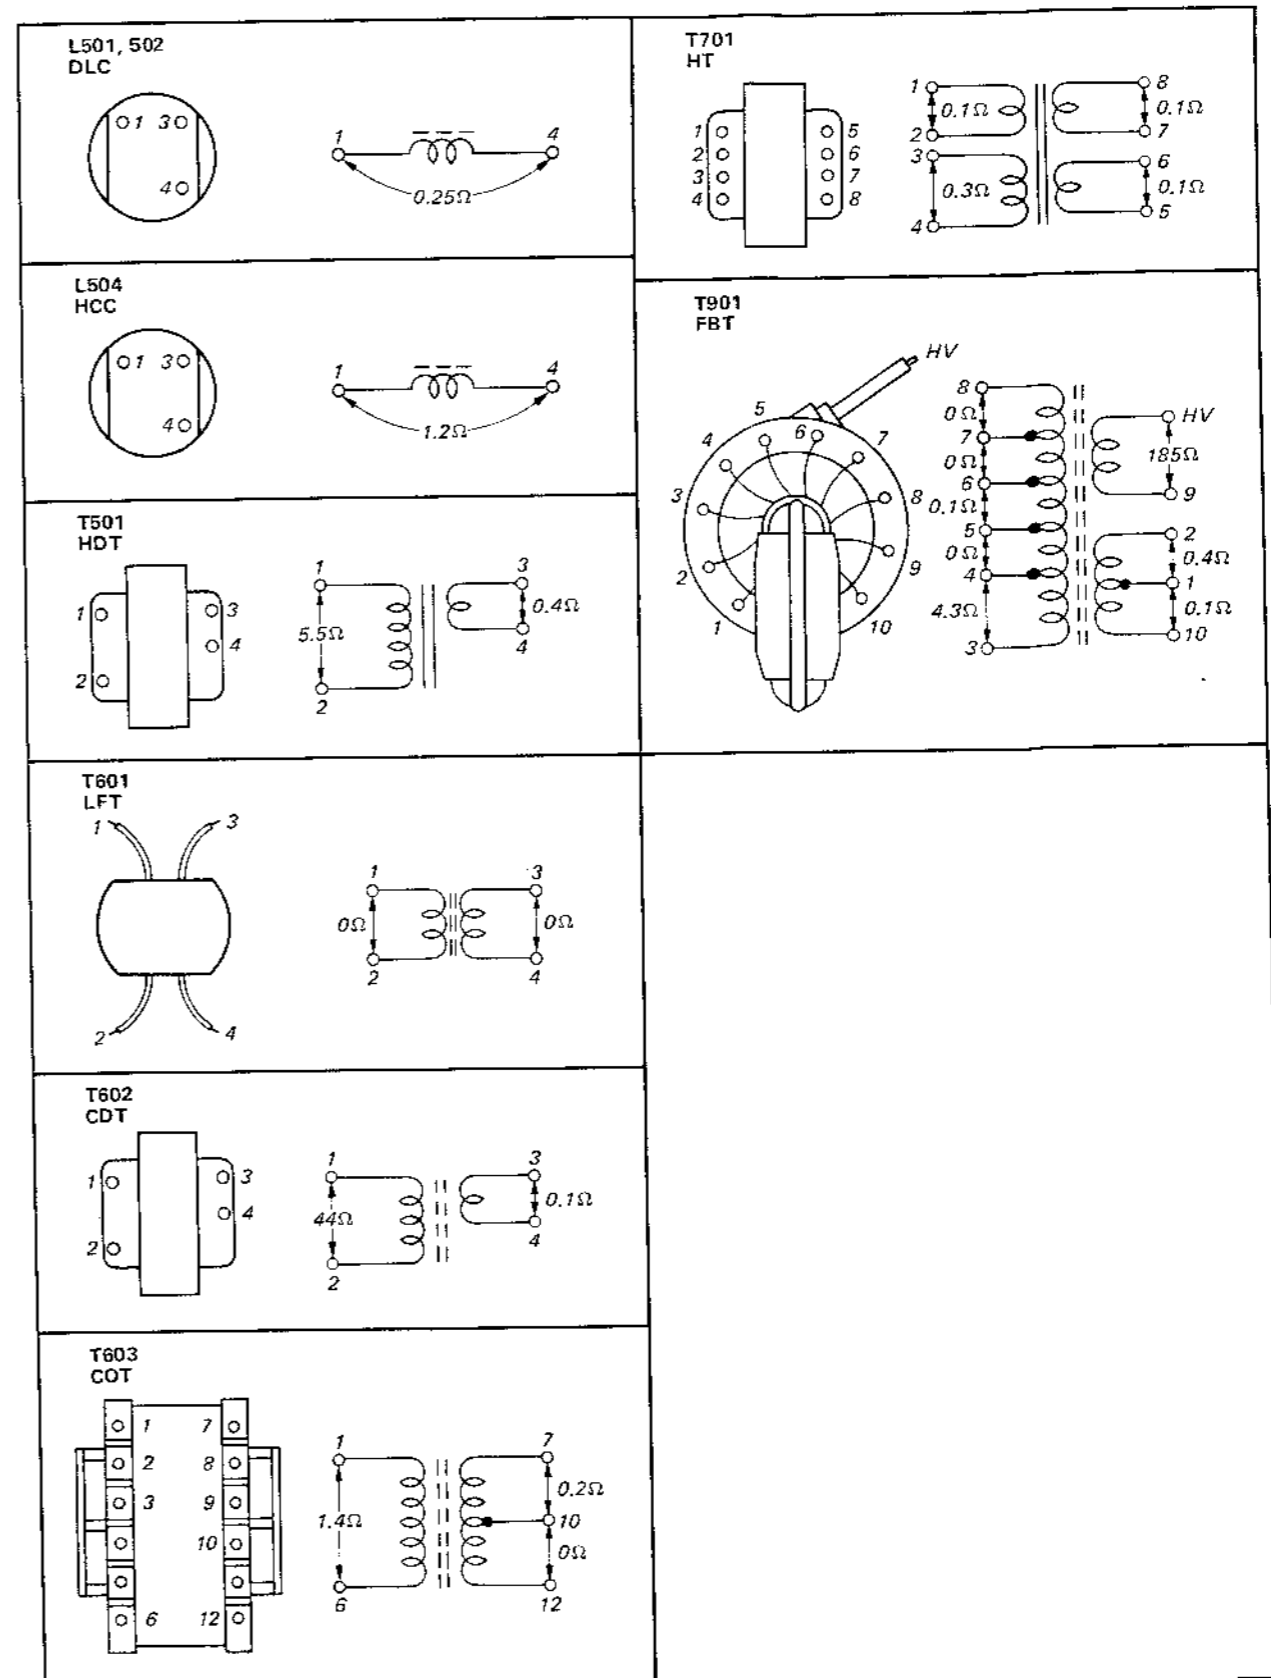 L501, 502
DLC
1 3
4
1 4
0.25Ω
L504
HCC
1 3
4
1 4
1.2Ω
T501
HDT
1 3
4
2
1 3
5.5Ω 0.4Ω
4
2
T601
LFT
1 3
2 4
1 3
0Ω 0Ω
2 4
T602
CDT
1 3
4
2
1 3
44Ω 0.1Ω
4
2
T603
COT
1 7
2 8
3 9
10
6 12
1 7
0.2Ω
1.4Ω 10
0Ω
6 12
T701
HT
1 5
2 6
3 7
4 8
1 8
0.1Ω 0.1Ω
2 7
3 6
0.3Ω 0.1Ω
4 5
T901
FBT
HV
5 6 7
4
3 8
2 9
1 10
8
0Ω HV
7
0Ω 185Ω
6 9
0.1Ω
5 2
0Ω 0.4Ω
4 1
4.3Ω 0.1Ω
3 10